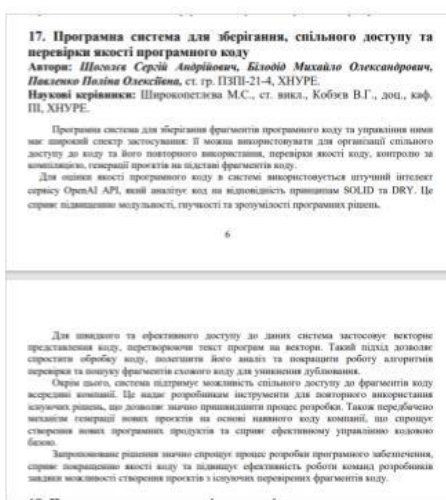 17. Програмна система для зберігання, спільного доступу та
перевірки якості програмного коду
Автори: Щоголєв Сергій Андрійович, Білодід Михайло Олександрович,
Павленко Поліна Олексіївна, ст. гр. ПЗПІ-21-4, ХНУРЕ.
Наукові керівники: Широкопетлєва М.С., ст. викл., Кобзєв В.Г., доц., каф.
ПІ, ХНУРЕ.
Програмна система для зберігання фрагментів програмного коду та управління ними
має широкий спектр застосування: її можна використовувати для організації спільного
доступу до коду та його повторного використання, перевірки якості коду, контролю за
компіляцією, генерації проєктів на підставі фрагментів коду.
Для оцінки якості програмного коду в системі використовується штучний інтелект
сервісу OpenAI API, який аналізує код на відповідність принципам SOLID та DRY. Це
сприяє підвищенню модульності, гнучкості та зрозумілості програмних рішень.
6
Для швидкого та ефективного доступу до даних система застосовує векторне
представлення коду, перетворюючи текст програм на вектори. Такий підхід дозволяє
спростити обробку коду, полегшити його аналіз та покращити роботу алгоритмів
перевірки та пошуку фрагментів схожого коду для уникнення дублювання.
Окрім цього, система підтримує можливість спільного доступу до фрагментів коду
всередині компанії. Це надає розробникам інструменти для повторного використання
існуючих рішень, що дозволяє значно пришвидшити процес розробки. Також передбачено
механізм генерації нових проєктів на основі наявного коду компанії, що спрощує
створення нових програмних продуктів та сприяє ефективному управлінню кодовою
базою.
Запропоноване рішення значно спрощує процес розробки програмного забезпечення,
сприяє покращенню якості коду та підвищує ефективність роботи команд розробників
завдяки можливості створення проєктів з існуючих перевірених фрагментів коду.